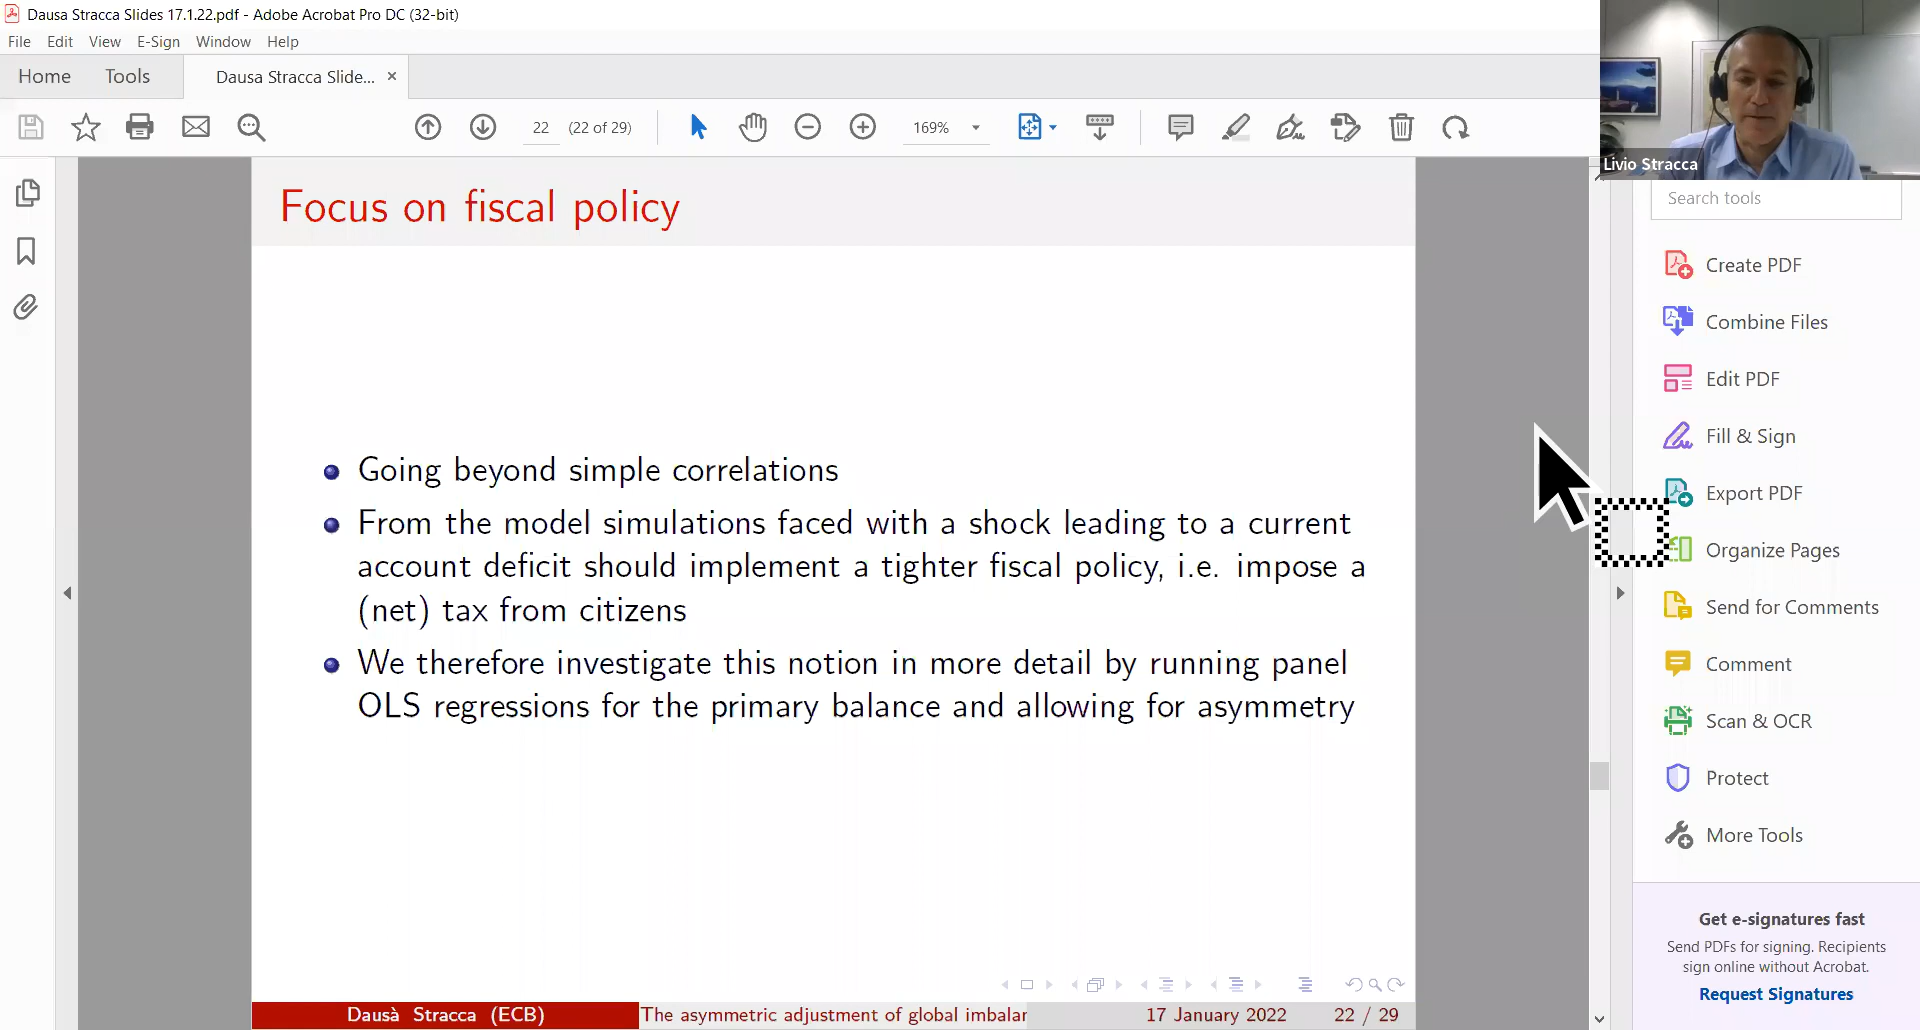 Dausa Stracca Slides 17.1.22.pdf - Adobe Acrobat Pro DC (32-bit)
File Edit View E-Sign Window Help
Home Tools Dausa Stracca Slide... ×
22 (22 of 29) 169%
Livio Stracca
Search tools
Create PDF
Combine Files
Edit PDF
Fill & Sign
Export PDF
Organize Pages
Send for Comments
Comment
Scan & OCR
Protect
More Tools
Get e-signatures fast
Send PDFs for signing. Recipients
sign online without Acrobat.
Request Signatures
Focus on fiscal policy
Going beyond simple correlations
From the model simulations faced with a shock leading to a current
account deficit should implement a tighter fiscal policy, i.e. impose a
(net) tax from citizens
We therefore investigate this notion in more detail by running panel
OLS regressions for the primary balance and allowing for asymmetry
Dausà Stracca (ECB) The asymmetric adjustment of global imbalar 17 January 2022 22 / 29